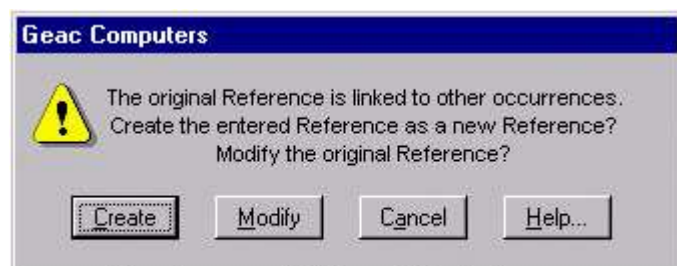 Geac Computers
The original Reference is linked to other occurrences.
Create the entered Reference as a new Reference?
Modify the original Reference?
Create Modify Cancel Help...